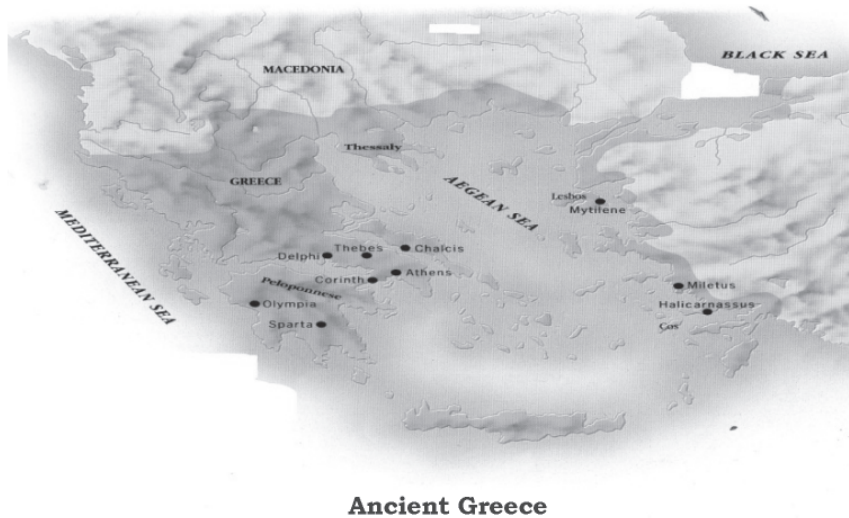 BLACK SEA
MACEDONIA
Thessaly
GREECE
AEGEAN SEA
Lesbos
Mytilene
MEDITERRANEAN SEA
Thebes
Chalcis
Delphi
Athens
Corinth
Peloponnese
Miletus
Olympia
Halicarnassus
Sparta
Cos
Ancient Greece